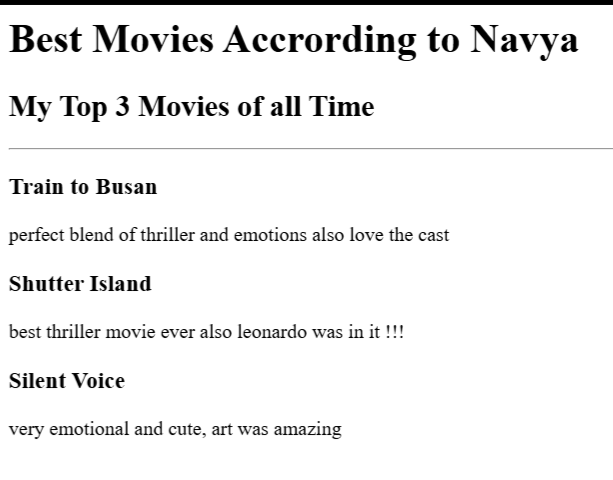 Best Movies Accrording to Navya
My Top 3 Movies of all Time
Train to Busan
perfect blend of thriller and emotions also love the cast
Shutter Island
best thriller movie ever also leonardo was in it !!!
Silent Voice
very emotional and cute, art was amazing